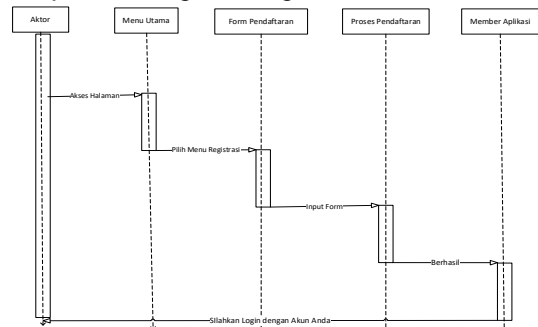 Aktor
Menu Utama
Form Pendaftaran
Proses Pendaftaran
Member Aplikasi
Akses Halaman
Pilih Menu Registrasi
Input Form
Berhasil
Silahkan Login dengan Akun Anda